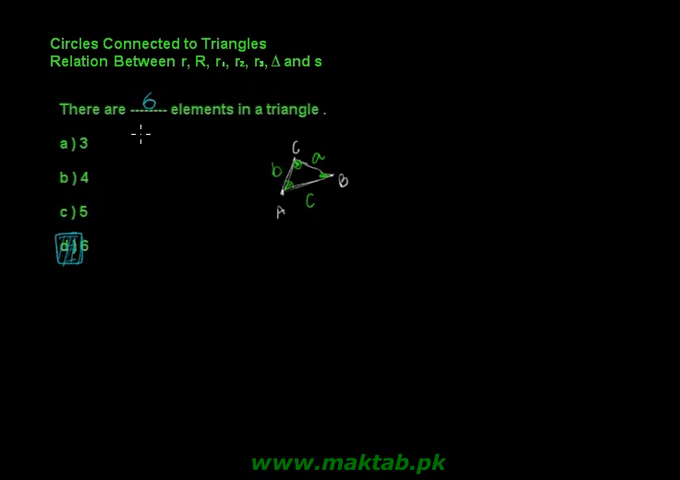 Circles Connected to Triangles
Relation Between r, R, r₁, r₂, r₃, Δ and s
6
There are --------- elements in a triangle .
a ) 3
b ) 4
c ) 5
d ) 6
C
b a
B
A C
www.maktab.pk